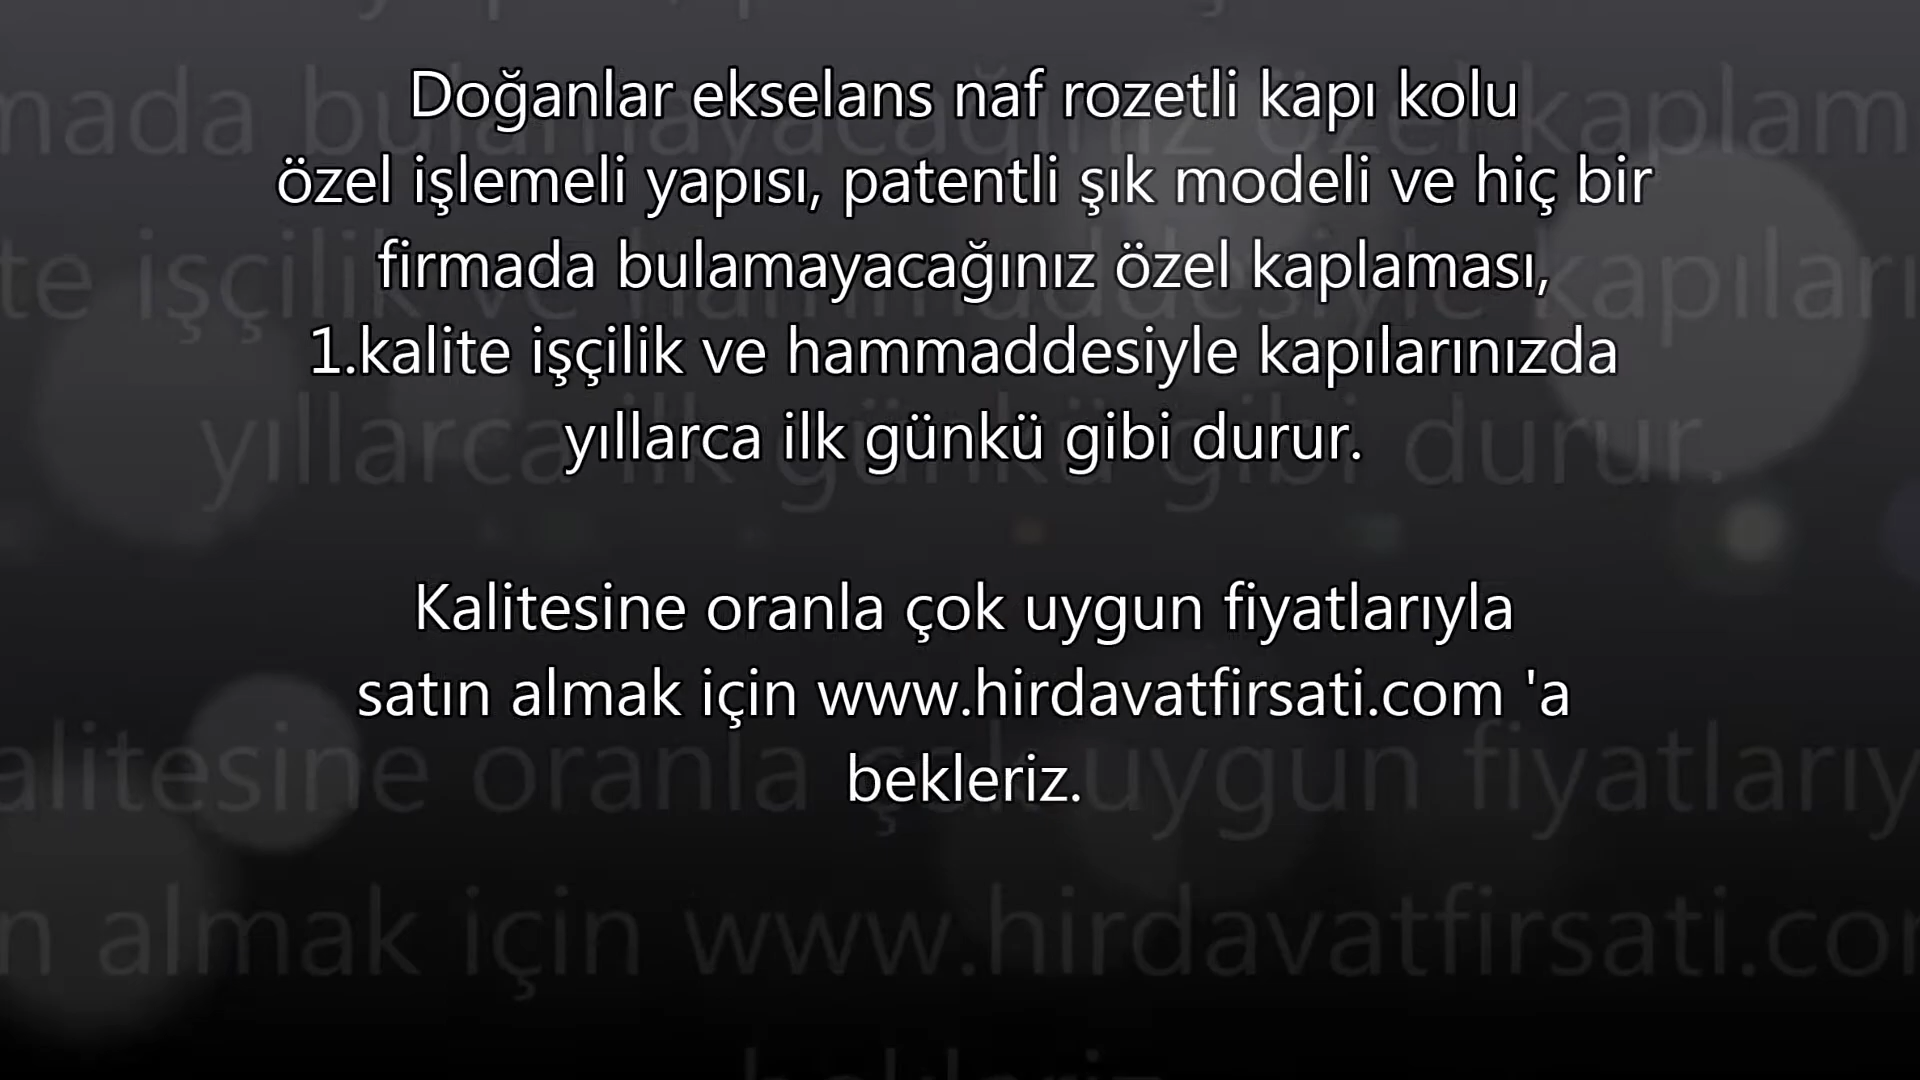 Doğanlar ekselans naf rozetli kapı kolu
özel işlemeli yapısı, patentli şık modeli ve hiç bir
firmada bulamayacağınız özel kaplaması,
1.kalite işçilik ve hammaddesiyle kapılarınızda
yıllarca ilk günkü gibi durur.
Kalitesine oranla çok uygun fiyatlarıyla
satın almak için www.hirdavatfirsati.com 'a
bekleriz.